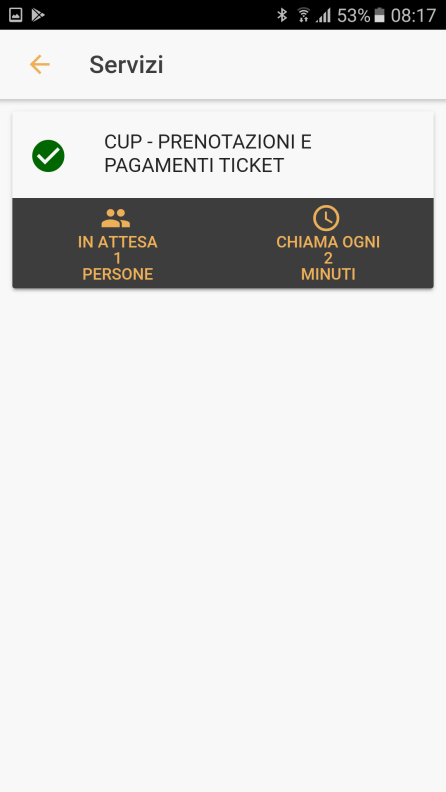 53% 08:17
Servizi
CUP - PRENOTAZIONI E
PAGAMENTI TICKET
IN ATTESA
1
PERSONE
CHIAMA OGNI
2
MINUTI